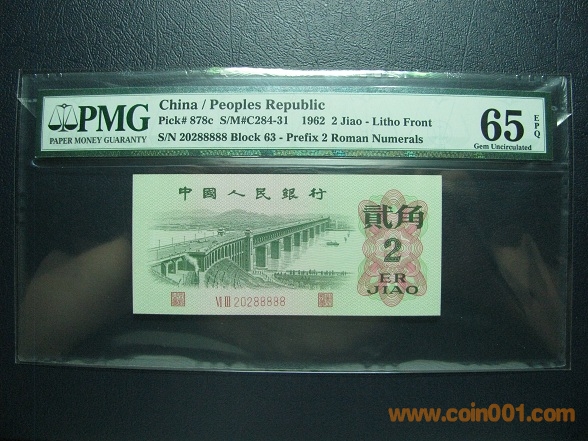 PMG
PAPER MONEY GUARANTY
China / Peoples Republic
Pick# 878c S/M#C284-31 1962 2 Jiao - Litho Front
S/N 20288888 Block 63 - Prefix 2 Roman Numerals
65 EPQ
Gem Uncirculated
中國人民銀行
貳角
2
ER
JIAO
VI III 20288888
www.coin001.com